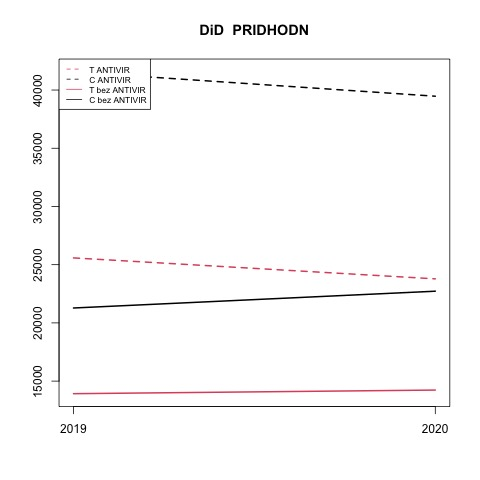 DiD  PRIDHODN
T ANTIVIR
C ANTIVIR
T bez ANTIVIR
C bez ANTIVIR
40000
35000
30000
25000
20000
15000
2019
2020